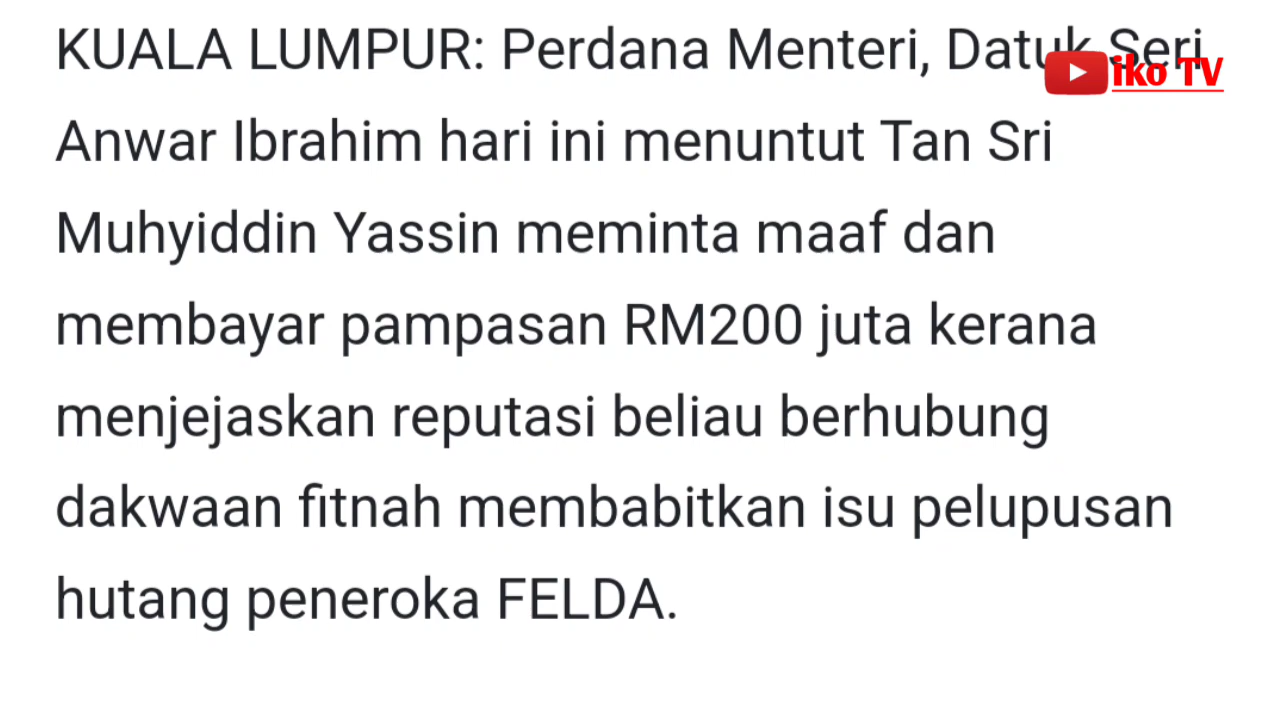 KUALA LUMPUR: Perdana Menteri, Datuk Seri
iko TV
Anwar Ibrahim hari ini menuntut Tan Sri
Muhyiddin Yassin meminta maaf dan
membayar pampasan RM200 juta kerana
menjejaskan reputasi beliau berhubung
dakwaan fitnah membabitkan isu pelupusan
hutang peneroka FELDA.